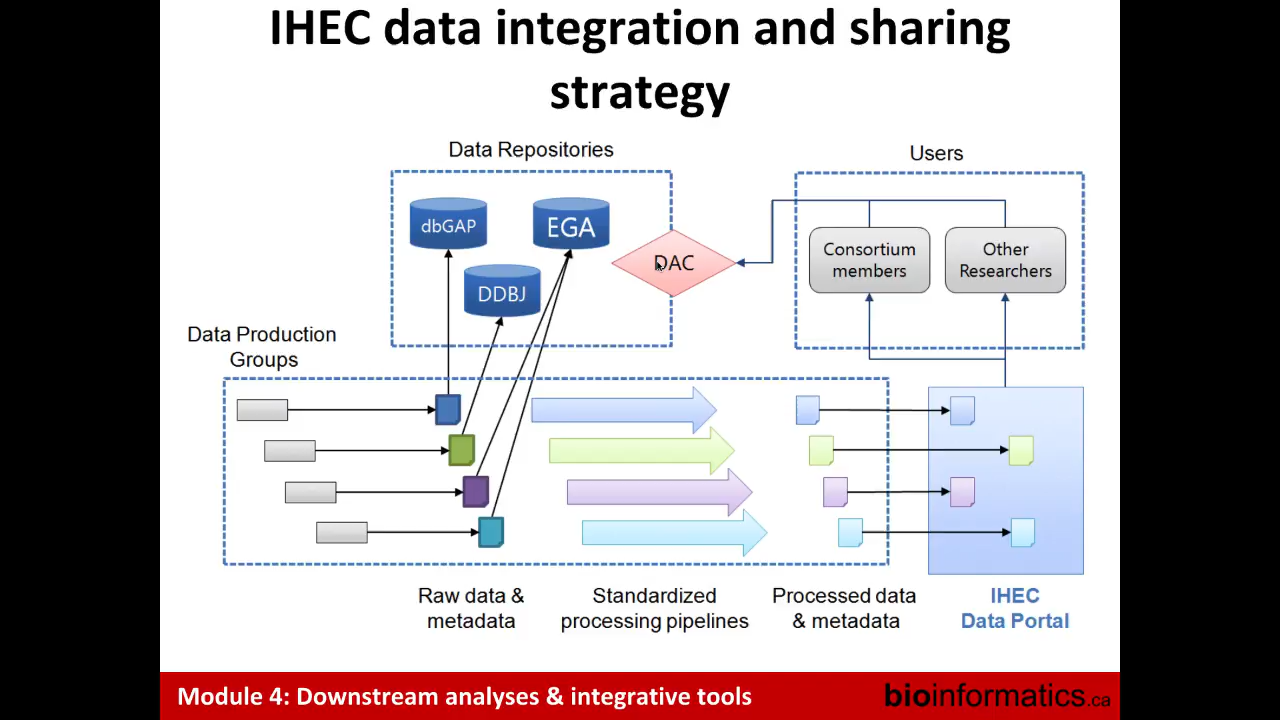 IHEC data integration and sharing
strategy
Data Repositories
Users
dbGAP
EGA
DDBJ
DAC
Consortium
members
Other
Researchers
Data Production
Groups
Raw data &
metadata
Standardized
processing pipelines
Processed data
& metadata
IHEC
Data Portal
Module 4: Downstream analyses & integrative tools
bioinformatics.ca